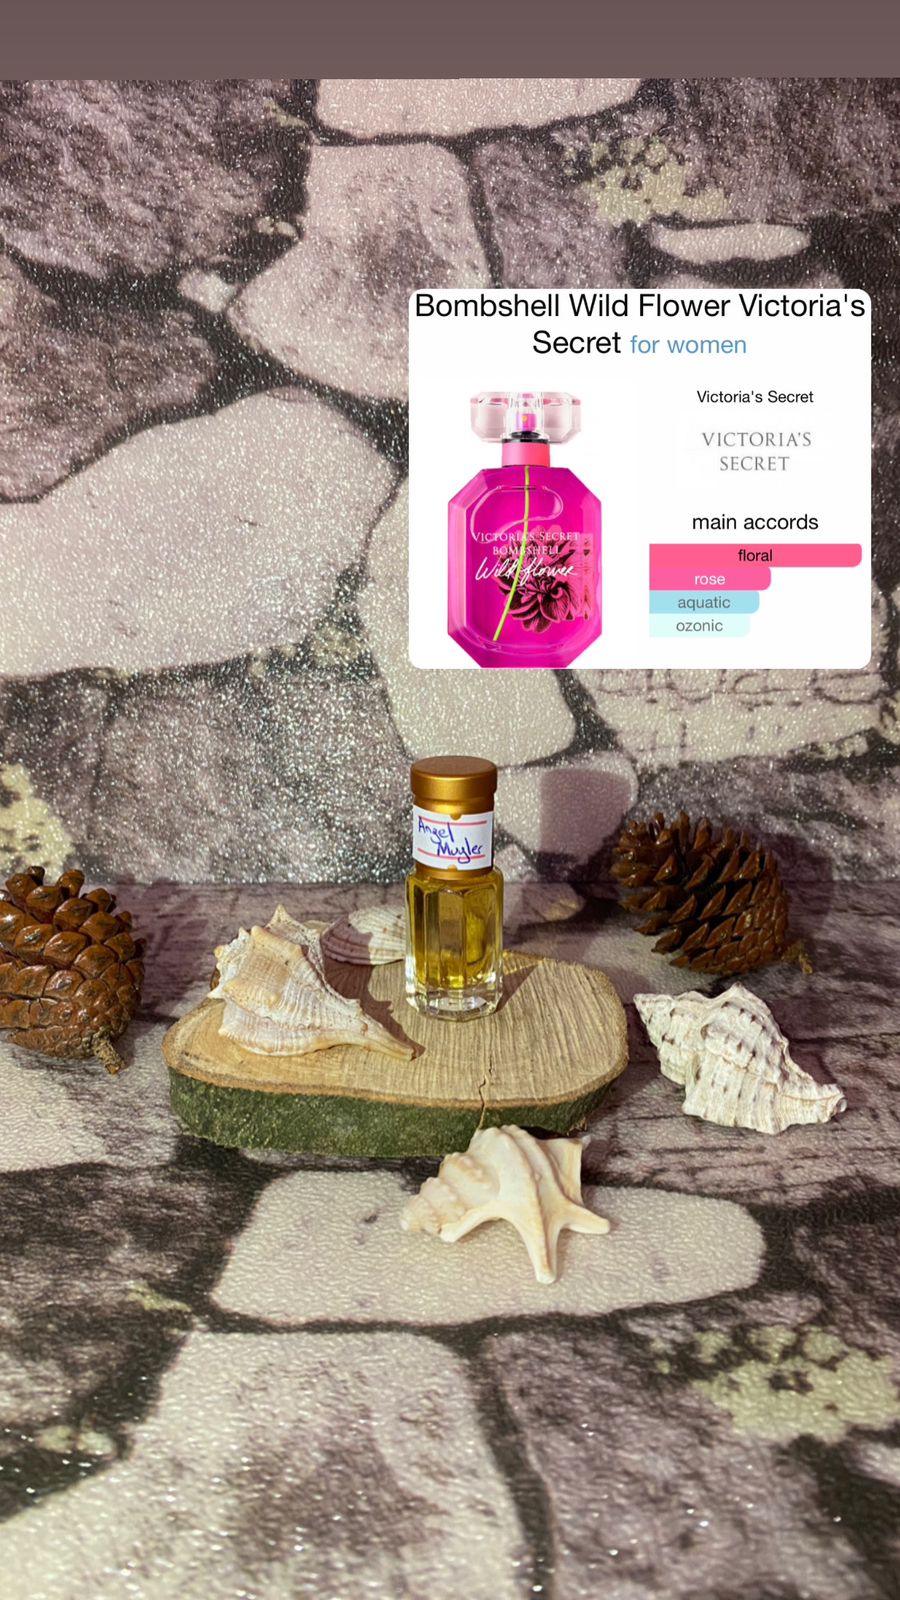 Bombshell Wild Flower Victoria's
Secret for women
Victoria's Secret
VICTORIA'S
SECRET
main accords
floral
rose
aquatic
ozonic
VICTORIA'S SECRET
BOMBSHELL
Wild flower
Angel
Mugler